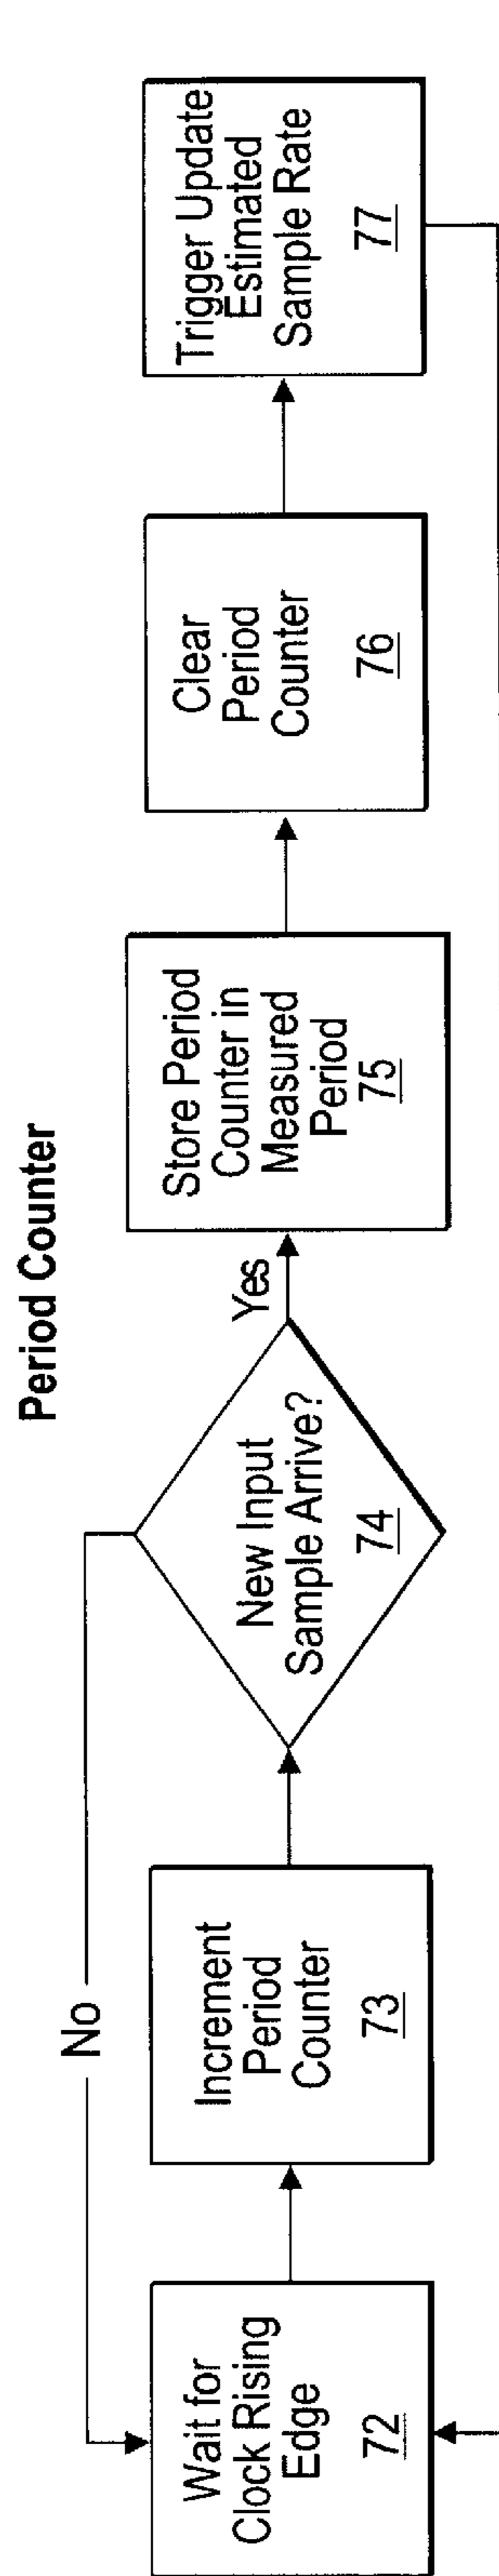 Period Counter
Wait for
Clock Rising
Edge
72
Increment
Period
Counter
73
New Input
Sample Arrive?
74
No
Yes
Store Period
Counter in
Measured
Period
75
Clear
Period
Counter
76
Trigger Update
Estimated
Sample Rate
77